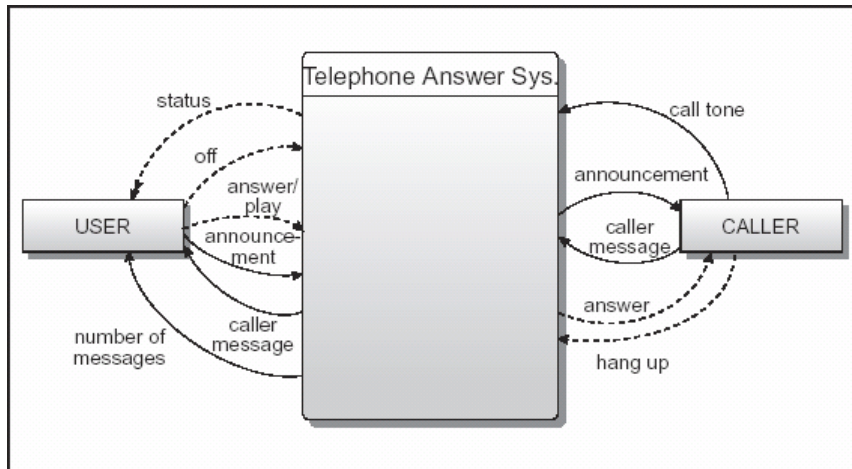 Telephone Answer Sys.
status
off
answer/
play
announce-
ment
USER
caller
message
number of
messages
call tone
announcement
caller
message
CALLER
answer
hang up